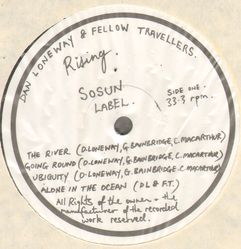 DAN LONEWAY & FELLOW TRAVELLERS.
Rising.
SOSUN
LABEL.
SIDE ONE.
33⅓ rpm.
THE RIVER (D.LONEWAY, G.BAINBRIDGE, C.MACARTHUR)
GOING ROUND (D.LONEWAY, G.BAINBRIDGE, C.MACARTHUR)
UBIQUITY (D.LONEWAY, G.BAINBRIDGE, C.MACARTHUR)
ALONE IN THE OCEAN (D L & F.T.)
All Rights of the owner & the
manufacturer of the recorded
work reserved.